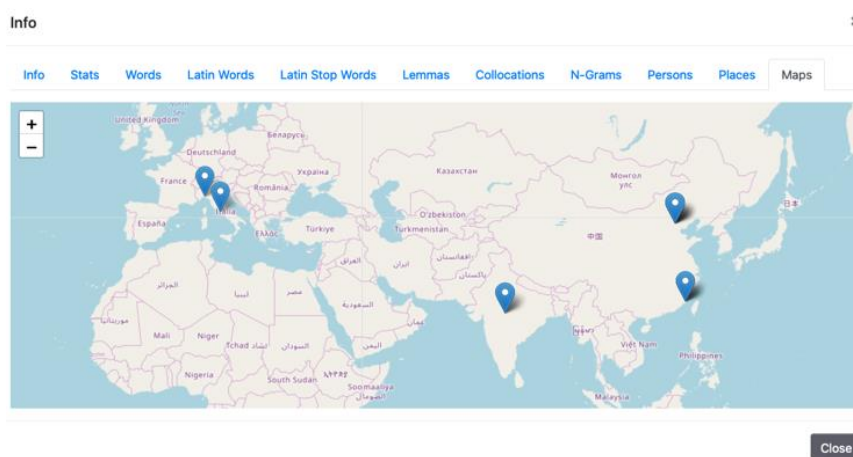 Info
Info Stats Words Latin Words Latin Stop Words Lemmas Collocations N-Grams Persons Places Maps
+
−
United Kingdom
Беларусь
Deutschland
Україна
France
România
Қазақстан
Монгол
улс
Italia
España
Ελλάς
Türkiye
O'zbekiston
Turkmenistan
中国
日本
افغانستان
العراق
ایران
پاکستان
الجزائر
ليبيا
مصر
السعودية
عمان
موريتانيا
Mali
Niger
Tchad تشاد
السودان
اليمن
Việt Nam
Philippines
Nigeria
South Sudan
Soomaaliya
الصومال
Malaysia
Close